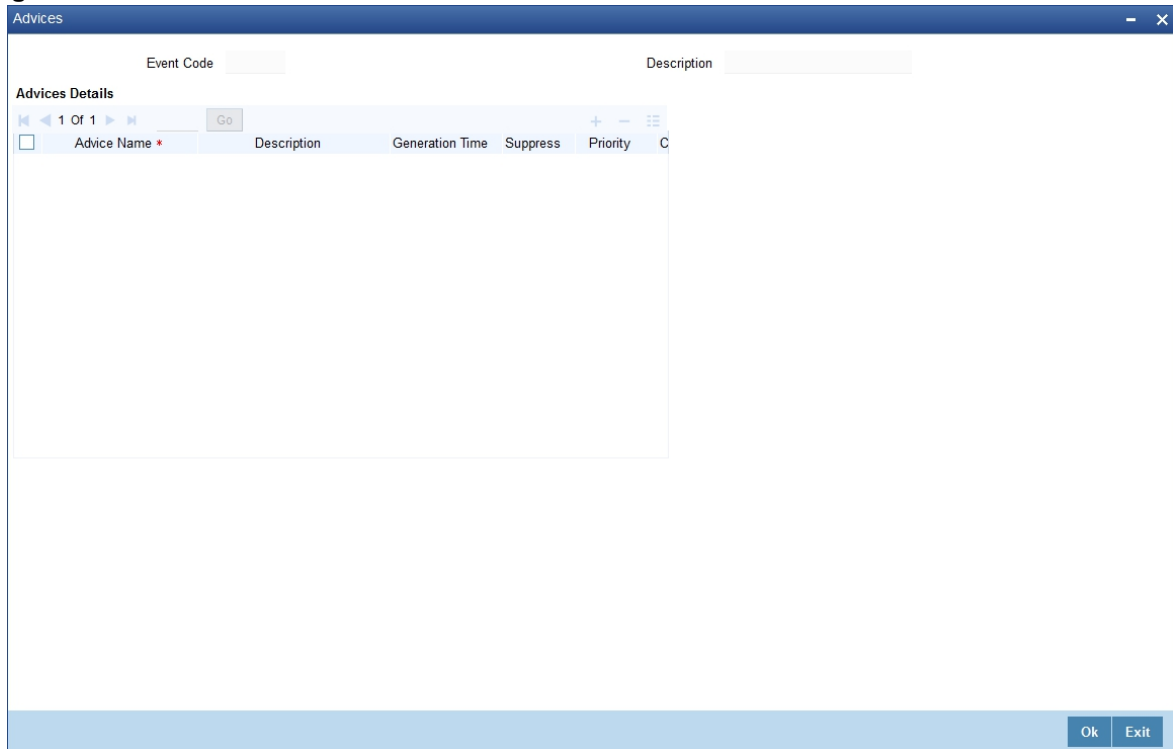 Advices
Event Code Description
Advices Details
1 Of 1 Go
Advice Name * Description Generation Time Suppress Priority C
Ok Exit